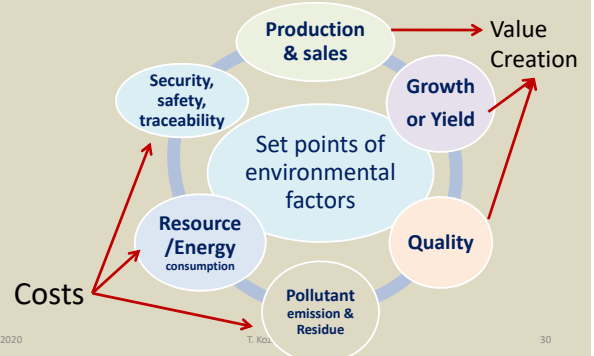 Production
& sales
Value
Creation
Security,
safety,
traceability
Growth
or Yield
Set points of
environmental
factors
Resource
/Energy
consumption
Quality
Costs
Pollutant
emission &
Residue
2020
T.
30